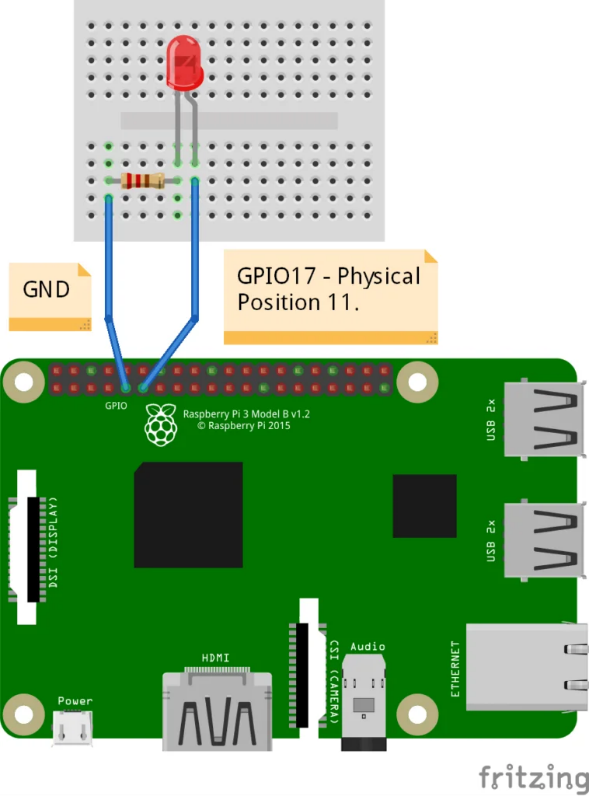 GND
GPIO17 - Physical
Position 11.
GPIO
Raspberry Pi 3 Model B v1.2
© Raspberry Pi 2015
USB 2x
DSI (DISPLAY)
USB 2x
HDMI
CSI (CAMERA)
Audio
ETHERNET
Power
fritzing